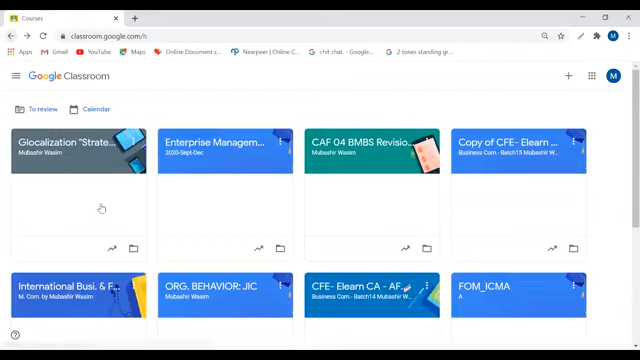 Courses
classroom.google.com/h
M
Apps
Gmail
YouTube
Maps
Online Document c...
Nearpeer | Online C...
chit chat - Google...
2 tones standing gr...
Google Classroom
M
To review
Calendar
Glocalization "Strate...
Mubashir Wasim
Enterprise Managem...
2020-Sept-Dec
CAF 04 BMBS Revisio...
Mubashir Wasim
Copy of CFE- Elearn ...
Business Com.- Batch15 Mubashir W...
International Busi. & F...
M. Com. by Mubashir Wasim
ORG. BEHAVIOR: JIC
Mubashir Wasim
CFE- Elearn CA - AF...
Business Com.- Batch14 Mubashir W...
FOM_ICMA
A